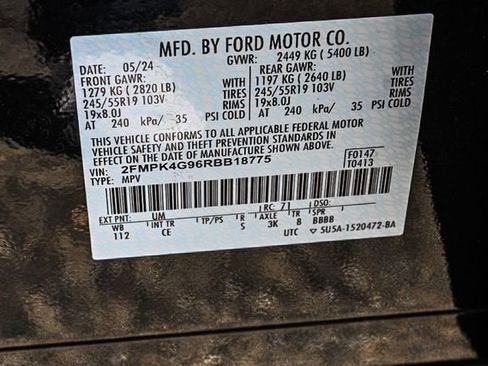 MFD. BY FORD MOTOR CO.
DATE: 05/24 GVWR: 2449 KG ( 5400 LB)
FRONT GAWR: REAR GAWR:
1279 KG ( 2820 LB) 1197 KG ( 2640 LB)
245/55R19 103V TIRES 245/55R19 103V TIRES
19x8.0J RIMS 19x8.0J RIMS
AT 240 kPa/ 35 PSI COLD AT 240 kPa/ 35 PSI COLD
THIS VEHICLE CONFORMS TO ALL APPLICABLE FEDERAL MOTOR
VEHICLE SAFETY AND THEFT PREVENTION STANDARDS IN
EFFECT ON THE DATE OF MANUFACTURE SHOWN ABOVE.
VIN: 2FMPK4G96RBB18775 F0147
TYPE: MPV T0413
EXT PNT: UM RC: 71 DSO:
WB INT TR TP/PS R AXLE TR SPR
112 CE S 3K 8 BBBB
UTC ▽ 5U5A-1520472-BA